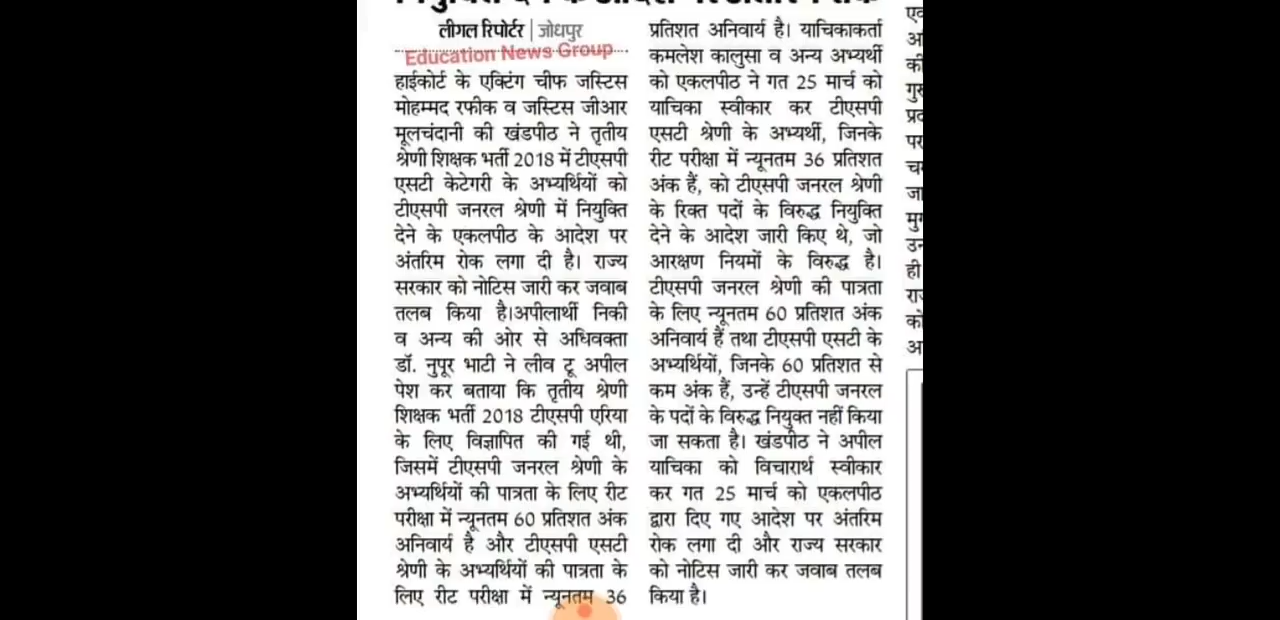 लीगल रिपोर्टर | जोधपुर
Education News Group
हाईकोर्ट के एक्टिंग चीफ जस्टिस
मोहम्मद रफीक व जस्टिस जीआर
मूलचंदानी की खंडपीठ ने तृतीय
श्रेणी शिक्षक भर्ती 2018 में टीएसपी
एसटी केटेगरी के अभ्यर्थियों को
टीएसपी जनरल श्रेणी में नियुक्ति
देने के एकलपीठ के आदेश पर
अंतरिम रोक लगा दी है। राज्य
सरकार को नोटिस जारी कर जवाब
तलब किया है।अपीलार्थी निकी
व अन्य की ओर से अधिवक्ता
डॉ. नुपूर भाटी ने लीव टू अपील
पेश कर बताया कि तृतीय श्रेणी
शिक्षक भर्ती 2018 टीएसपी एरिया
के लिए विज्ञापित की गई थी,
जिसमें टीएसपी जनरल श्रेणी के
अभ्यर्थियों की पात्रता के लिए रीट
परीक्षा में न्यूनतम 60 प्रतिशत अंक
अनिवार्य है और टीएसपी एसटी
श्रेणी के अभ्यर्थियों की पात्रता के
लिए रीट परीक्षा में न्यूनतम 36
प्रतिशत अनिवार्य है। याचिकाकर्ता
कमलेश कालुसा व अन्य अभ्यर्थी
को एकलपीठ ने गत 25 मार्च को
याचिका स्वीकार कर टीएसपी
एसटी श्रेणी के अभ्यर्थी, जिनके
रीट परीक्षा में न्यूनतम 36 प्रतिशत
अंक हैं, को टीएसपी जनरल श्रेणी
के रिक्त पदों के विरुद्ध नियुक्ति
देने के आदेश जारी किए थे, जो
आरक्षण नियमों के विरुद्ध है।
टीएसपी जनरल श्रेणी की पात्रता
के लिए न्यूनतम 60 प्रतिशत अंक
अनिवार्य हैं तथा टीएसपी एसटी के
अभ्यर्थियों, जिनके 60 प्रतिशत से
कम अंक हैं, उन्हें टीएसपी जनरल
के पदों के विरुद्ध नियुक्त नहीं किया
जा सकता है। खंडपीठ ने अपील
याचिका को विचारार्थ स्वीकार
कर गत 25 मार्च को एकलपीठ
द्वारा दिए गए आदेश पर अंतरिम
रोक लगा दी और राज्य सरकार
को नोटिस जारी कर जवाब तलब
किया है।